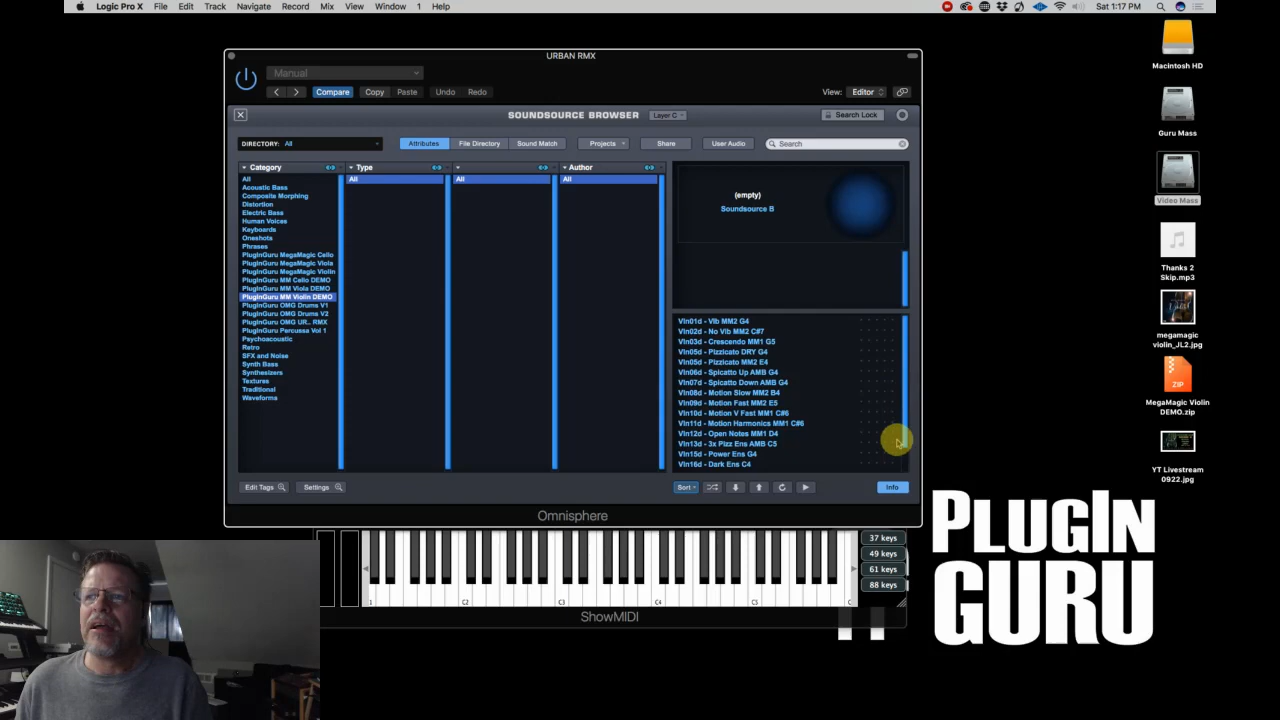 Logic Pro X File Edit Track Navigate Record Mix View Window 1 Help
Sat 1:17 PM
URBAN RMX
Manual
Compare Copy Paste Undo Redo
View: Editor
SOUNDSOURCE BROWSER Layer C
Search Lock
DIRECTORY: All
Attributes File Directory Sound Match Projects Share User Audio Search
Category Type Author
All
Acoustic Bass
Composite Morphing
Distortion
Electric Bass
Human Voices
Keyboards
Oneshots
Phrases
PluginGuru MegaMagic Cello
PluginGuru MegaMagic Viola
PluginGuru MegaMagic Violin
PluginGuru MM Cello DEMO
PluginGuru MM Viola DEMO
PluginGuru MM Violin DEMO
PluginGuru OMG Drums V1
PluginGuru OMG Drums V2
PluginGuru OMG UR.. RMX
PluginGuru Percussa Vol 1
Psychoacoustic
Retro
SFX and Noise
Synth Bass
Synthesizers
Textures
Traditional
Waveforms
All
All
All
(empty)
Soundsource B
Vln01d - Vib MM2 G4
Vln02d - No Vib MM2 C#7
Vln03d - Crescendo MM1 G5
Vln05d - Pizzicato DRY G4
Vln05d - Pizzicato MM2 E4
Vln06d - Spicatto Up AMB G4
Vln07d - Spicatto Down AMB G4
Vln08d - Motion Slow MM2 B4
Vln09d - Motion Fast MM2 E5
Vln10d - Motion V Fast MM1 C#6
Vln11d - Motion Harmonics MM1 C#6
Vln12d - Open Notes MM1 D4
Vln13d - 3x Pizz Ens AMB C5
Vln15d - Power Ens G4
Vln16d - Dark Ens C4
Edit Tags Settings Sort Info
Omnisphere
37 keys
49 keys
61 keys
88 keys
1 C2 C3 C4 C5 C
ShowMIDI
Macintosh HD
Guru Mass
Video Mass
Thanks 2
Skip.mp3
megamagic
violin_JL2.jpg
ZIP
MegaMagic Violin
DEMO.zip
YT Livestream
0922.jpg
PLUGIN
GURU